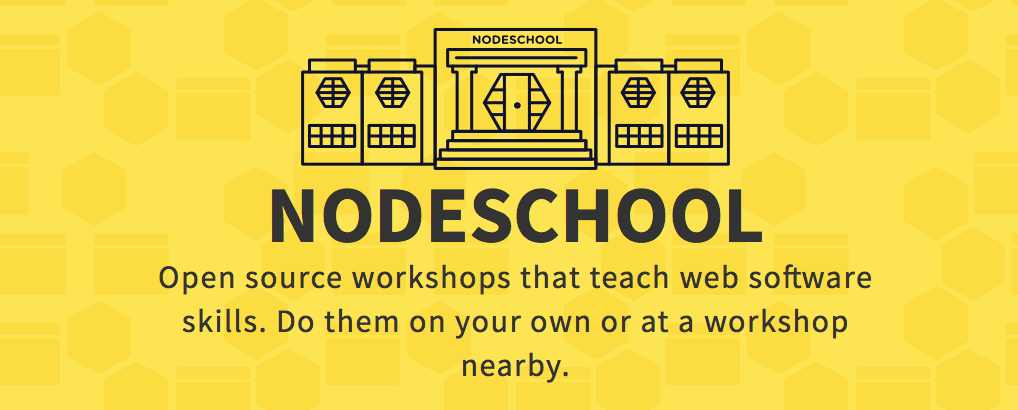 NODESCHOOL
NODESCHOOL
Open source workshops that teach web software
skills. Do them on your own or at a workshop
nearby.